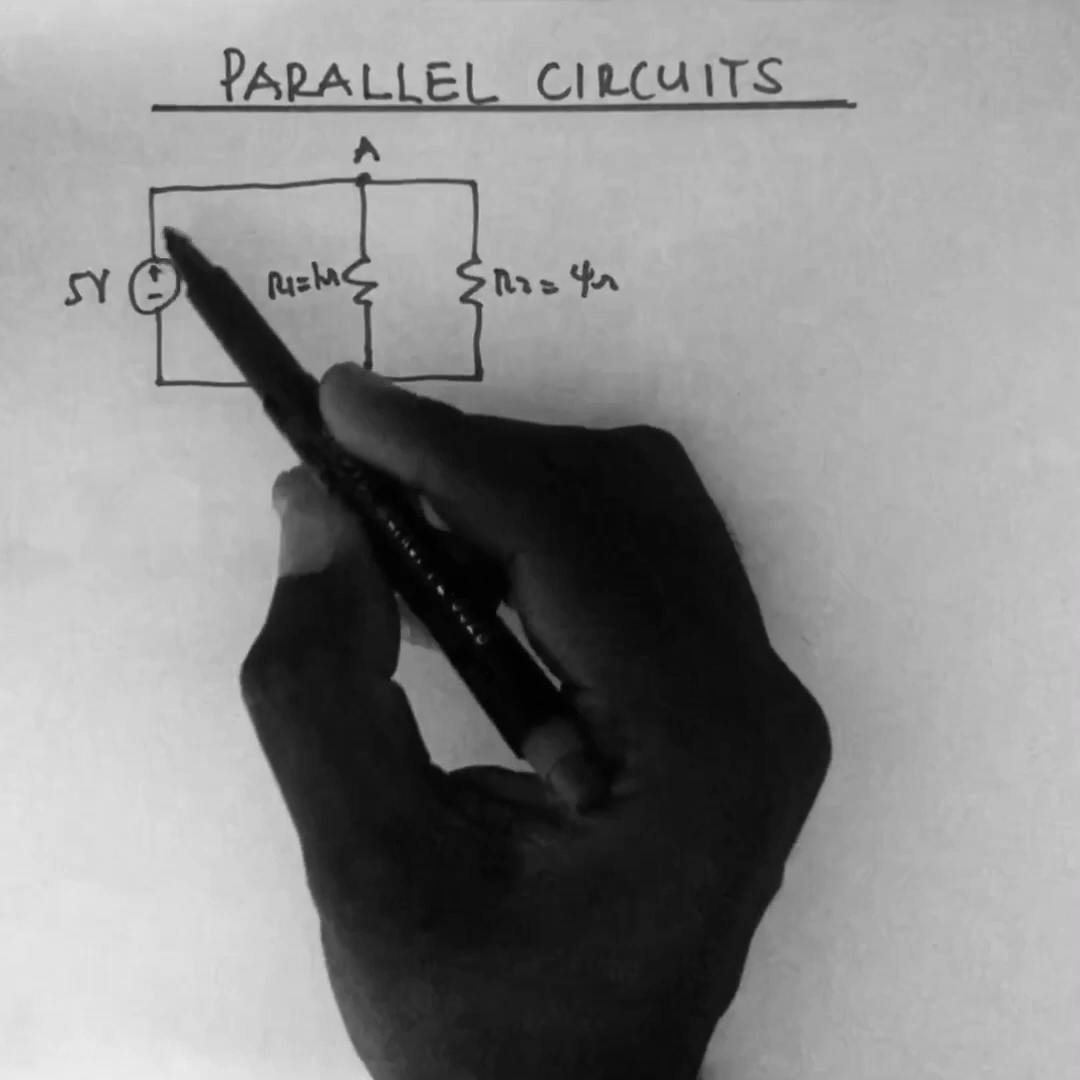 PARALLEL CIRCUITS
A
5V
R1=1Ω
R2 = 4Ω